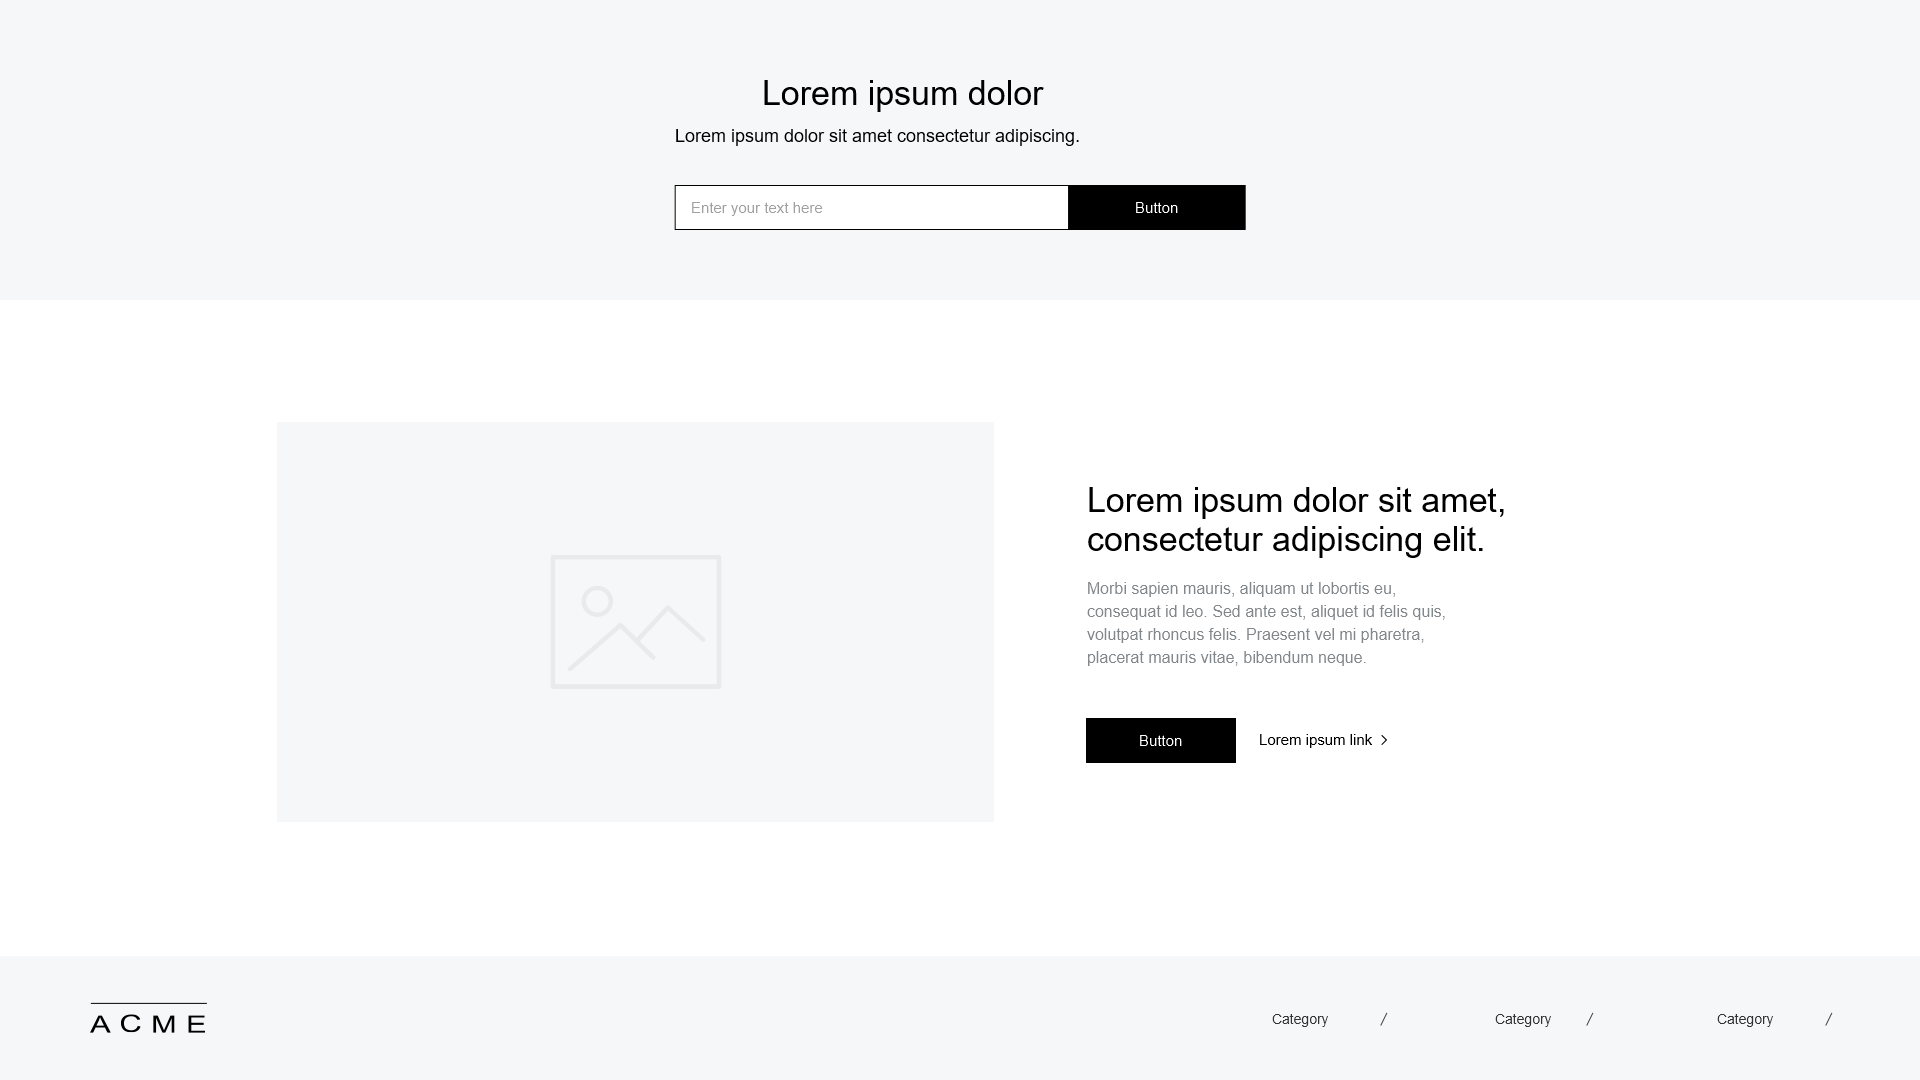 Lorem ipsum dolor
Lorem ipsum dolor sit amet consectetur adipiscing.
Enter your text here
Button
Lorem ipsum dolor sit amet,
consectetur adipiscing elit.
Morbi sapien mauris, aliquam ut lobortis eu,
consequat id leo. Sed ante est, aliquet id felis quis,
volutpat rhoncus felis. Praesent vel mi pharetra,
placerat mauris vitae, bibendum neque.
Button
Lorem ipsum link >
ACME
Category / Category / Category /